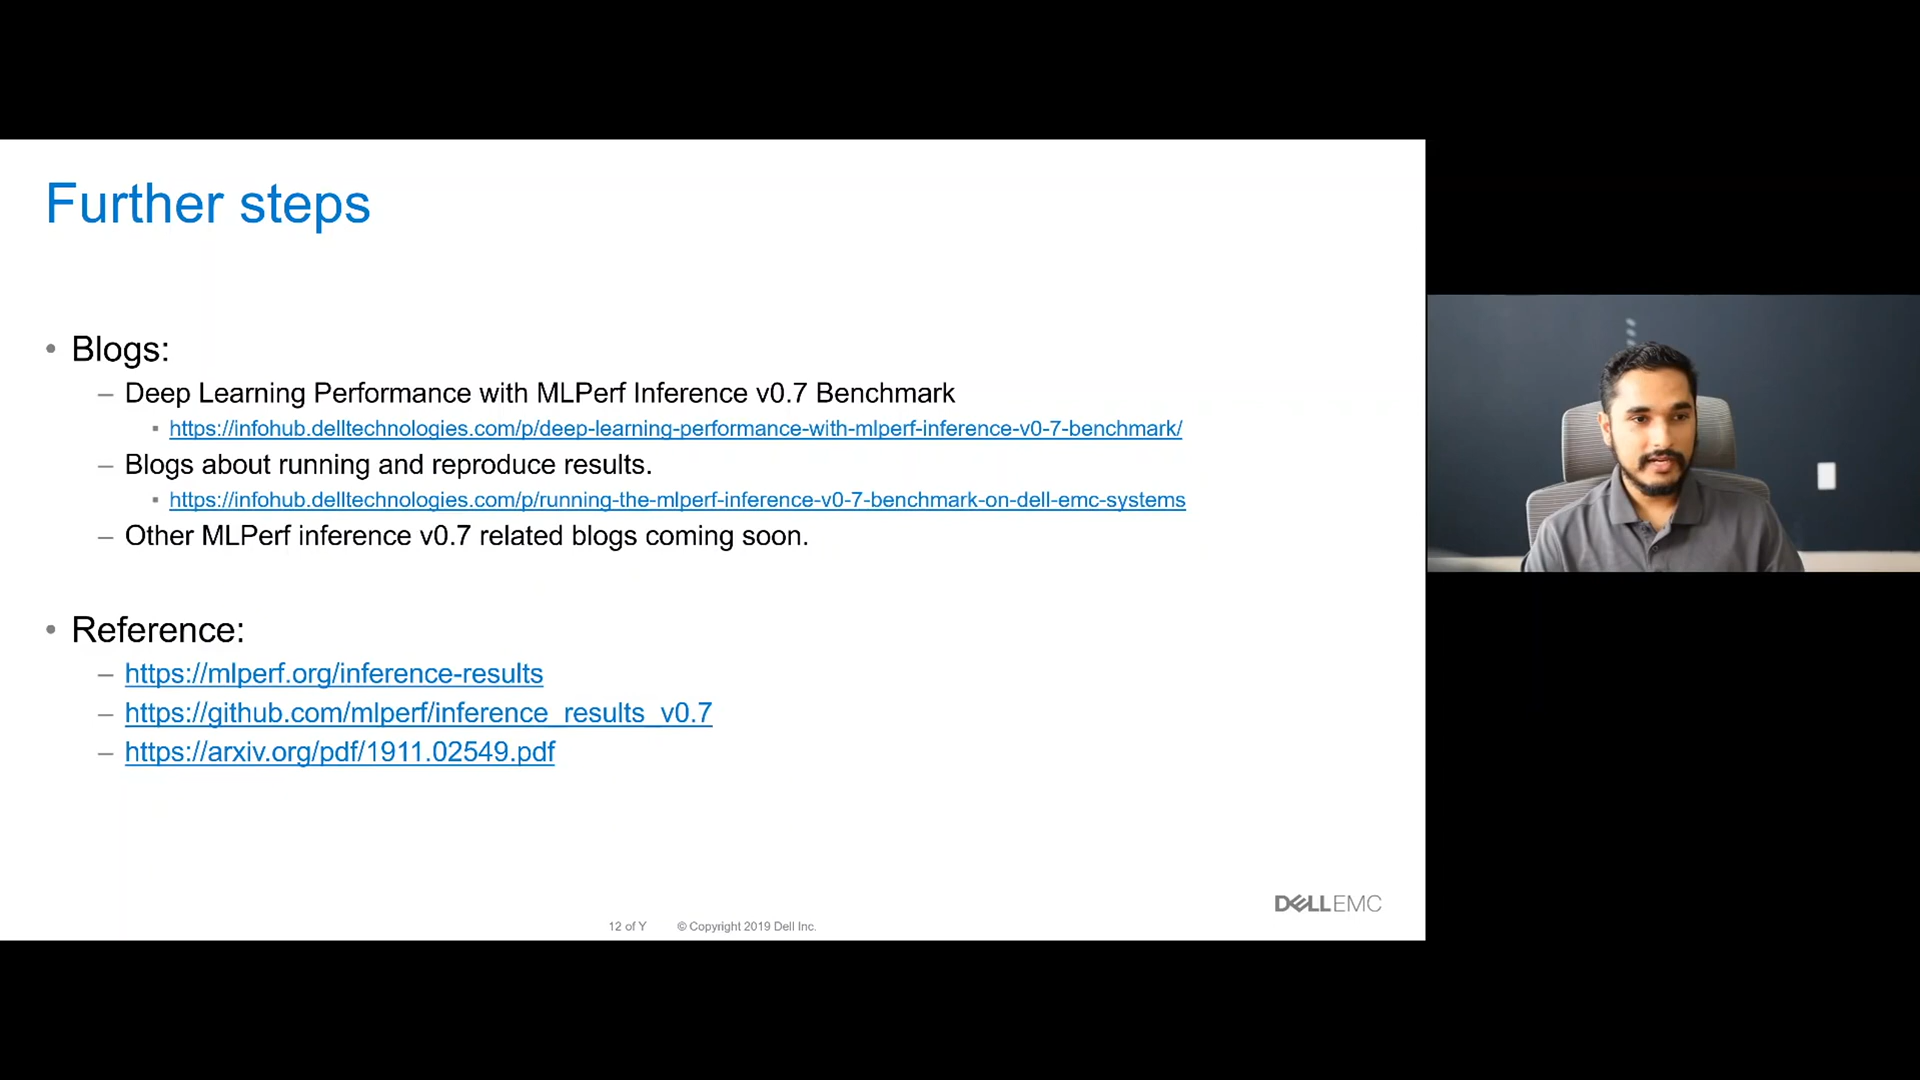 Further steps
• Blogs:
– Deep Learning Performance with MLPerf Inference v0.7 Benchmark
▪ https://infohub.delltechnologies.com/p/deep-learning-performance-with-mlperf-inference-v0-7-benchmark/
– Blogs about running and reproduce results.
▪ https://infohub.delltechnologies.com/p/running-the-mlperf-inference-v0-7-benchmark-on-dell-emc-systems
– Other MLPerf inference v0.7 related blogs coming soon.
• Reference:
– https://mlperf.org/inference-results
– https://github.com/mlperf/inference_results_v0.7
– https://arxiv.org/pdf/1911.02549.pdf
DELLEMC
12 of Y © Copyright 2019 Dell Inc.